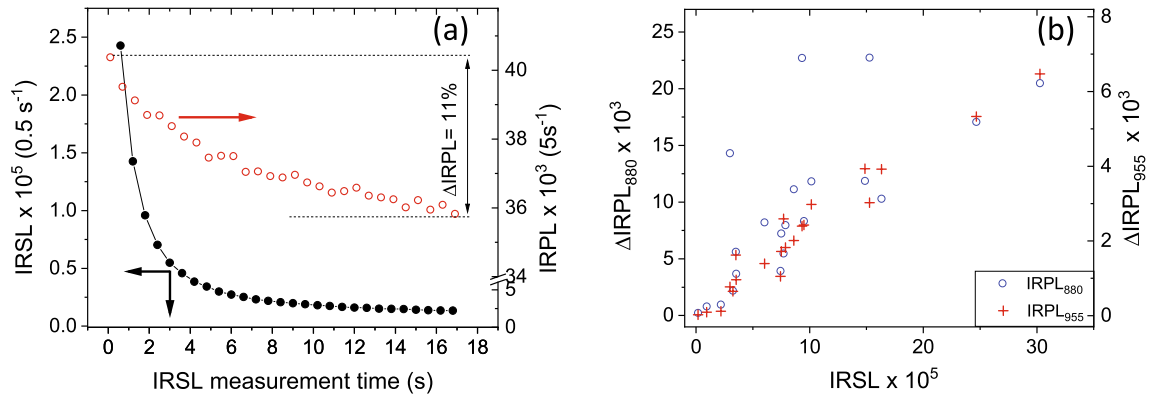 (a)
IRSL x 10⁵ (0.5 s⁻¹)
2.5
2.0
1.5
1.0
0.5
0.0
0 2 4 6 8 10 12 14 16 18
IRSL measurement time (s)
ΔIRPL= 11%
40
38
36
34
5
0
IRPL x 10³ (5s⁻¹)
(b)
ΔIRPL₈₈₀ x 10³
25
20
15
10
5
0
0 10 20 30
IRSL x 10⁵
8
6
4
2
0
ΔIRPL₉₅₅ x 10³
IRPL₈₈₀
IRPL₉₅₅